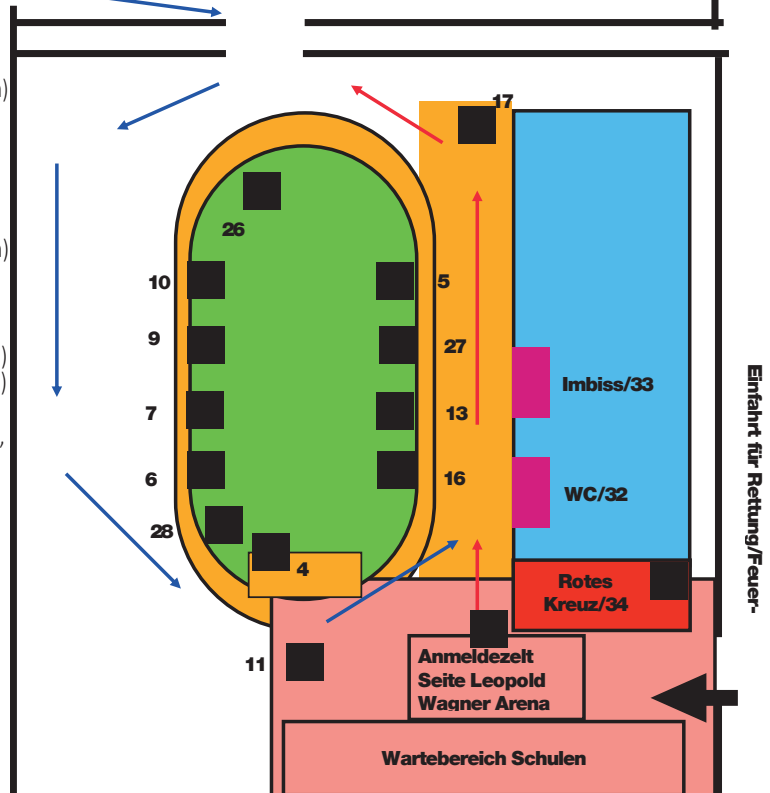 )
17
26
10
5
9
27
)
)
)
7
13
Imbiss/33
,
6
16
WC/32
28
4
Rotes
Kreuz/34
11
Anmeldezelt
Seite Leopold
Wagner Arena
Wartebereich Schulen
Einfahrt für Rettung/Feuer-